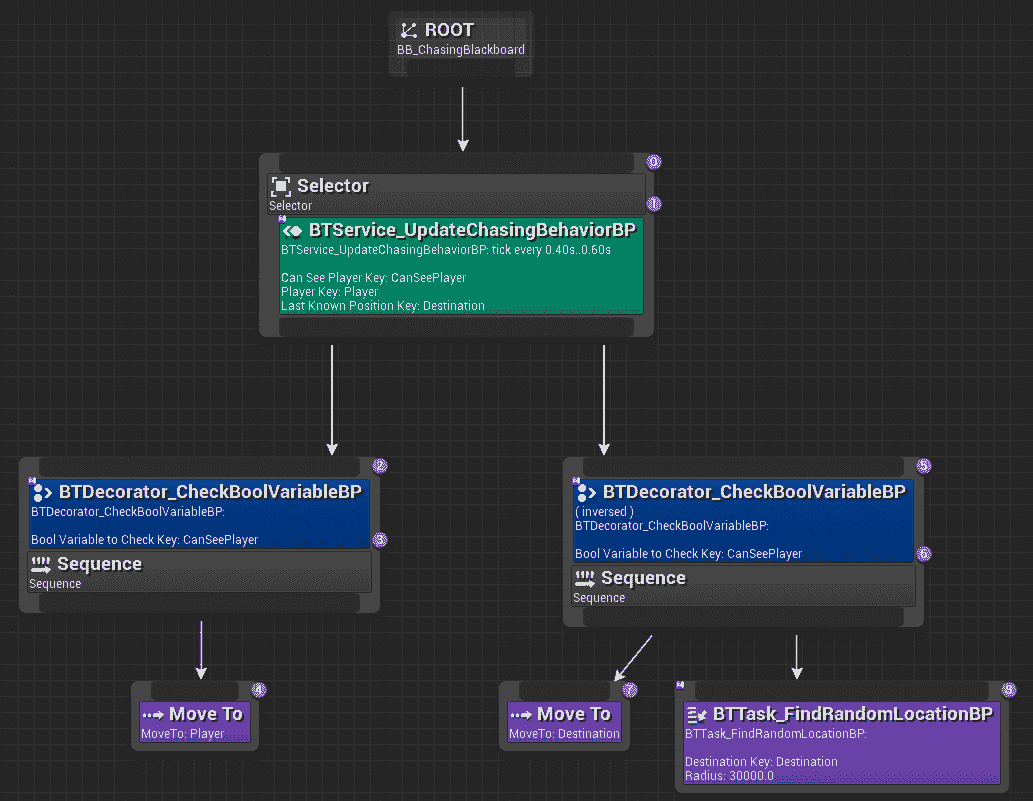 ROOT
BB_ChasingBlackboard
0
Selector
Selector
1
BTService_UpdateChasingBehaviorBP
BTService_UpdateChasingBehaviorBP: tick every 0.40s..0.60s
Can See Player Key: CanSeePlayer
Player Key: Player
Last Known Position Key: Destination
2
BTDecorator_CheckBoolVariableBP
BTDecorator_CheckBoolVariableBP:
Bool Variable to Check Key: CanSeePlayer
3
Sequence
Sequence
4
Move To
MoveTo: Player
5
BTDecorator_CheckBoolVariableBP
( inversed )
BTDecorator_CheckBoolVariableBP:
Bool Variable to Check Key: CanSeePlayer
6
Sequence
Sequence
7
Move To
MoveTo: Destination
BTTask_FindRandomLocationBP
BTTask_FindRandomLocationBP:
Destination Key: Destination
Radius: 30000.0